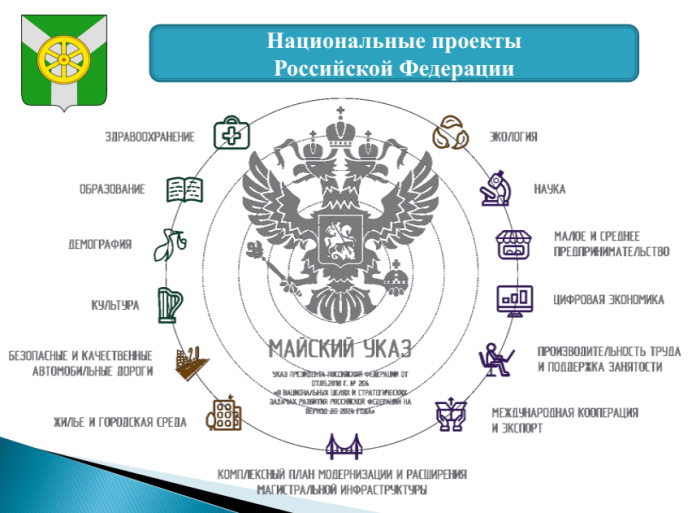 Национальные проекты
Российской Федерации
ЗДРАВООХРАНЕНИЕ
ЭКОЛОГИЯ
ОБРАЗОВАНИЕ
НАУКА
ДЕМОГРАФИЯ
МАЛОЕ И СРЕДНЕЕ
ПРЕДПРИНИМАТЕЛЬСТВО
КУЛЬТУРА
ЦИФРОВАЯ ЭКОНОМИКА
БЕЗОПАСНЫЕ И КАЧЕСТВЕННЫЕ
АВТОМОБИЛЬНЫЕ ДОРОГИ
МАЙСКИЙ УКАЗ
УКАЗ ПРЕЗИДЕНТА РОССИЙСКОЙ ФЕДЕРАЦИИ ОТ
07.05.2018 Г. № 204
«О НАЦИОНАЛЬНЫХ ЦЕЛЯХ И СТРАТЕГИЧЕСКИХ
ЗАДАЧАХ РАЗВИТИЯ РОССИЙСКОЙ ФЕДЕРАЦИИ НА
ПЕРИОД ДО 2024 ГОДА»
ПРОИЗВОДИТЕЛЬНОСТЬ ТРУДА
И ПОДДЕРЖКА ЗАНЯТОСТИ
ЖИЛЬЕ И ГОРОДСКАЯ СРЕДА
МЕЖДУНАРОДНАЯ КООПЕРАЦИЯ
И ЭКСПОРТ
КОМПЛЕКСНЫЙ ПЛАН МОДЕРНИЗАЦИИ И РАСШИРЕНИЯ
МАГИСТРАЛЬНОЙ ИНФРАСТРУКТУРЫ